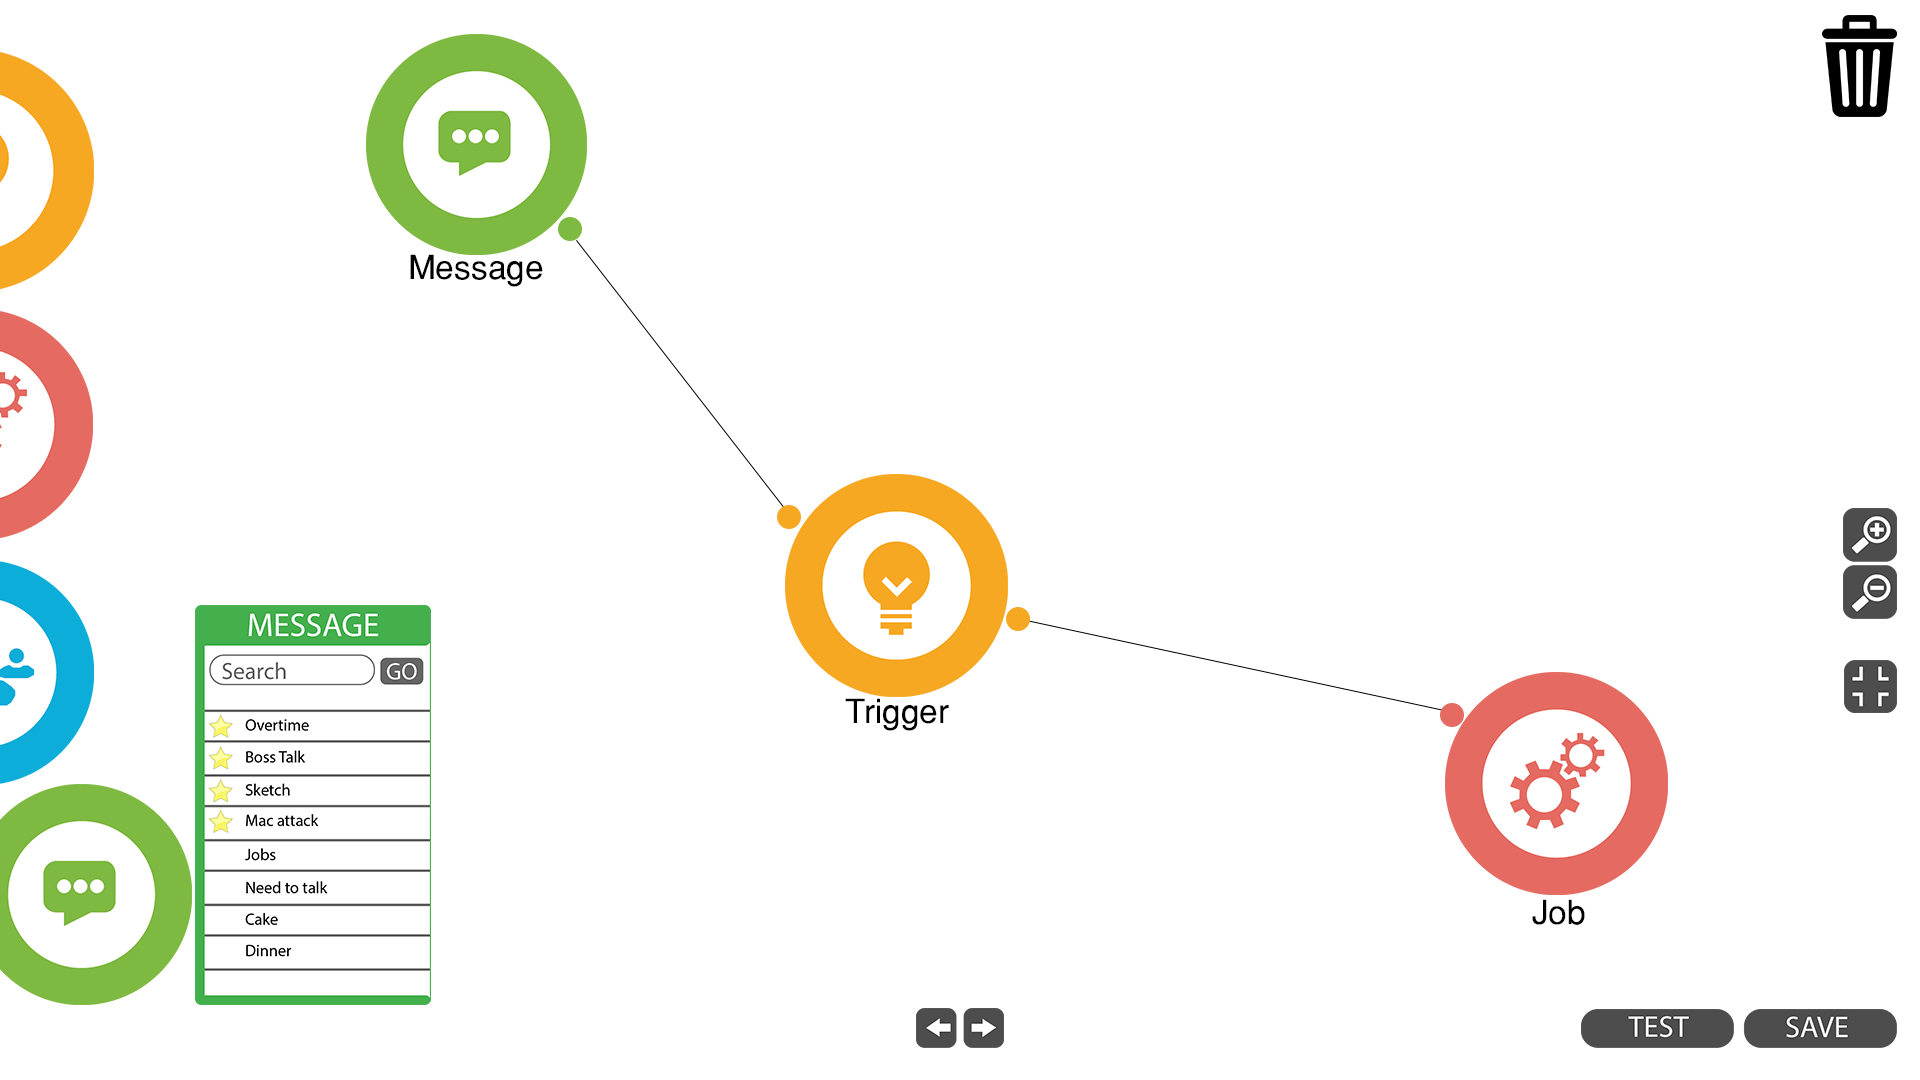 Message
Trigger
Job
MESSAGE
Search GO
Overtime
Boss Talk
Sketch
Mac attack
Jobs
Need to talk
Cake
Dinner
TEST SAVE